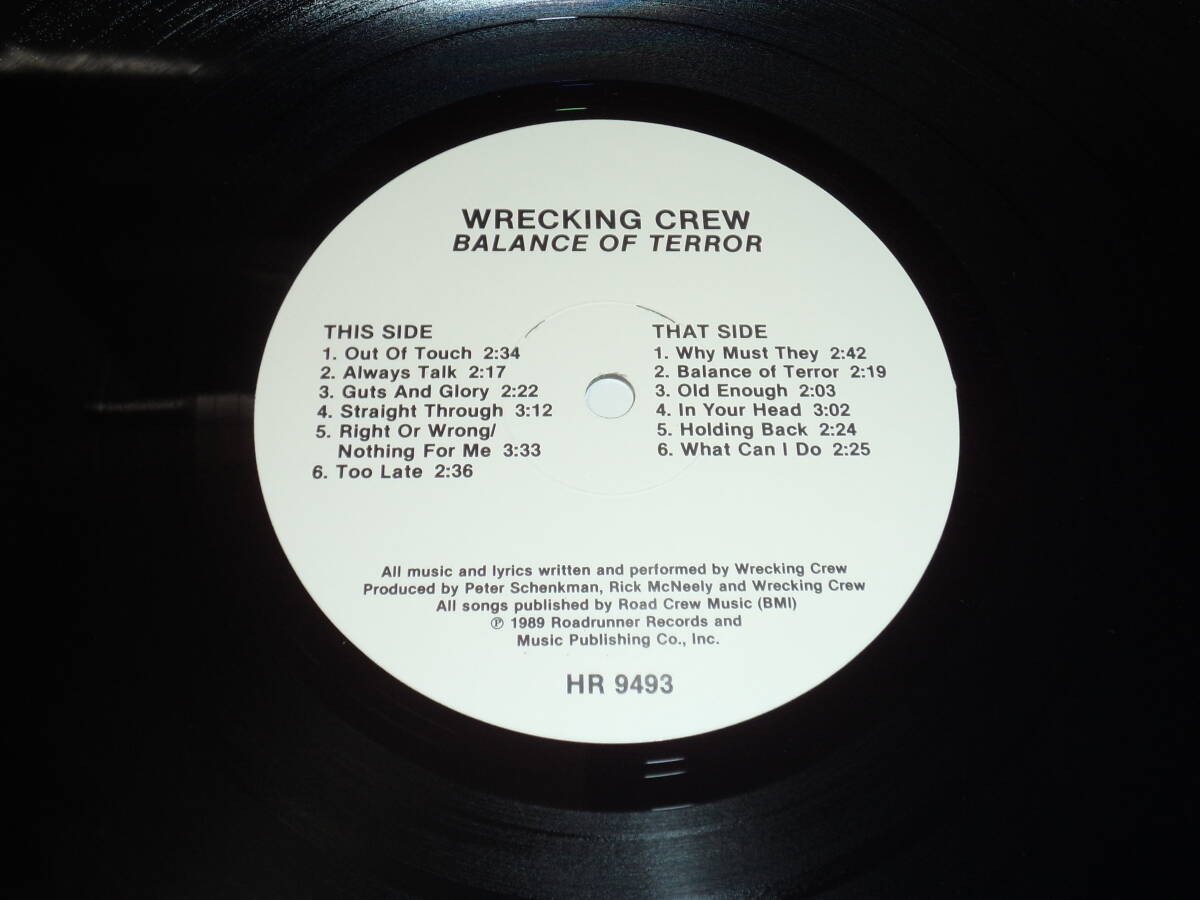 WRECKING CREW
BALANCE OF TERROR
THIS SIDE
1. Out Of Touch 2:34
2. Always Talk 2:17
3. Guts And Glory 2:22
4. Straight Through 3:12
5. Right Or Wrong/
Nothing For Me 3:33
6. Too Late 2:36
THAT SIDE
1. Why Must They 2:42
2. Balance of Terror 2:19
3. Old Enough 2:03
4. In Your Head 3:02
5. Holding Back 2:24
6. What Can I Do 2:25
All music and lyrics written and performed by Wrecking Crew
Produced by Peter Schenkman, Rick McNeely and Wrecking Crew
All songs published by Road Crew Music (BMI)
℗ 1989 Roadrunner Records and
Music Publishing Co., Inc.
HR 9493